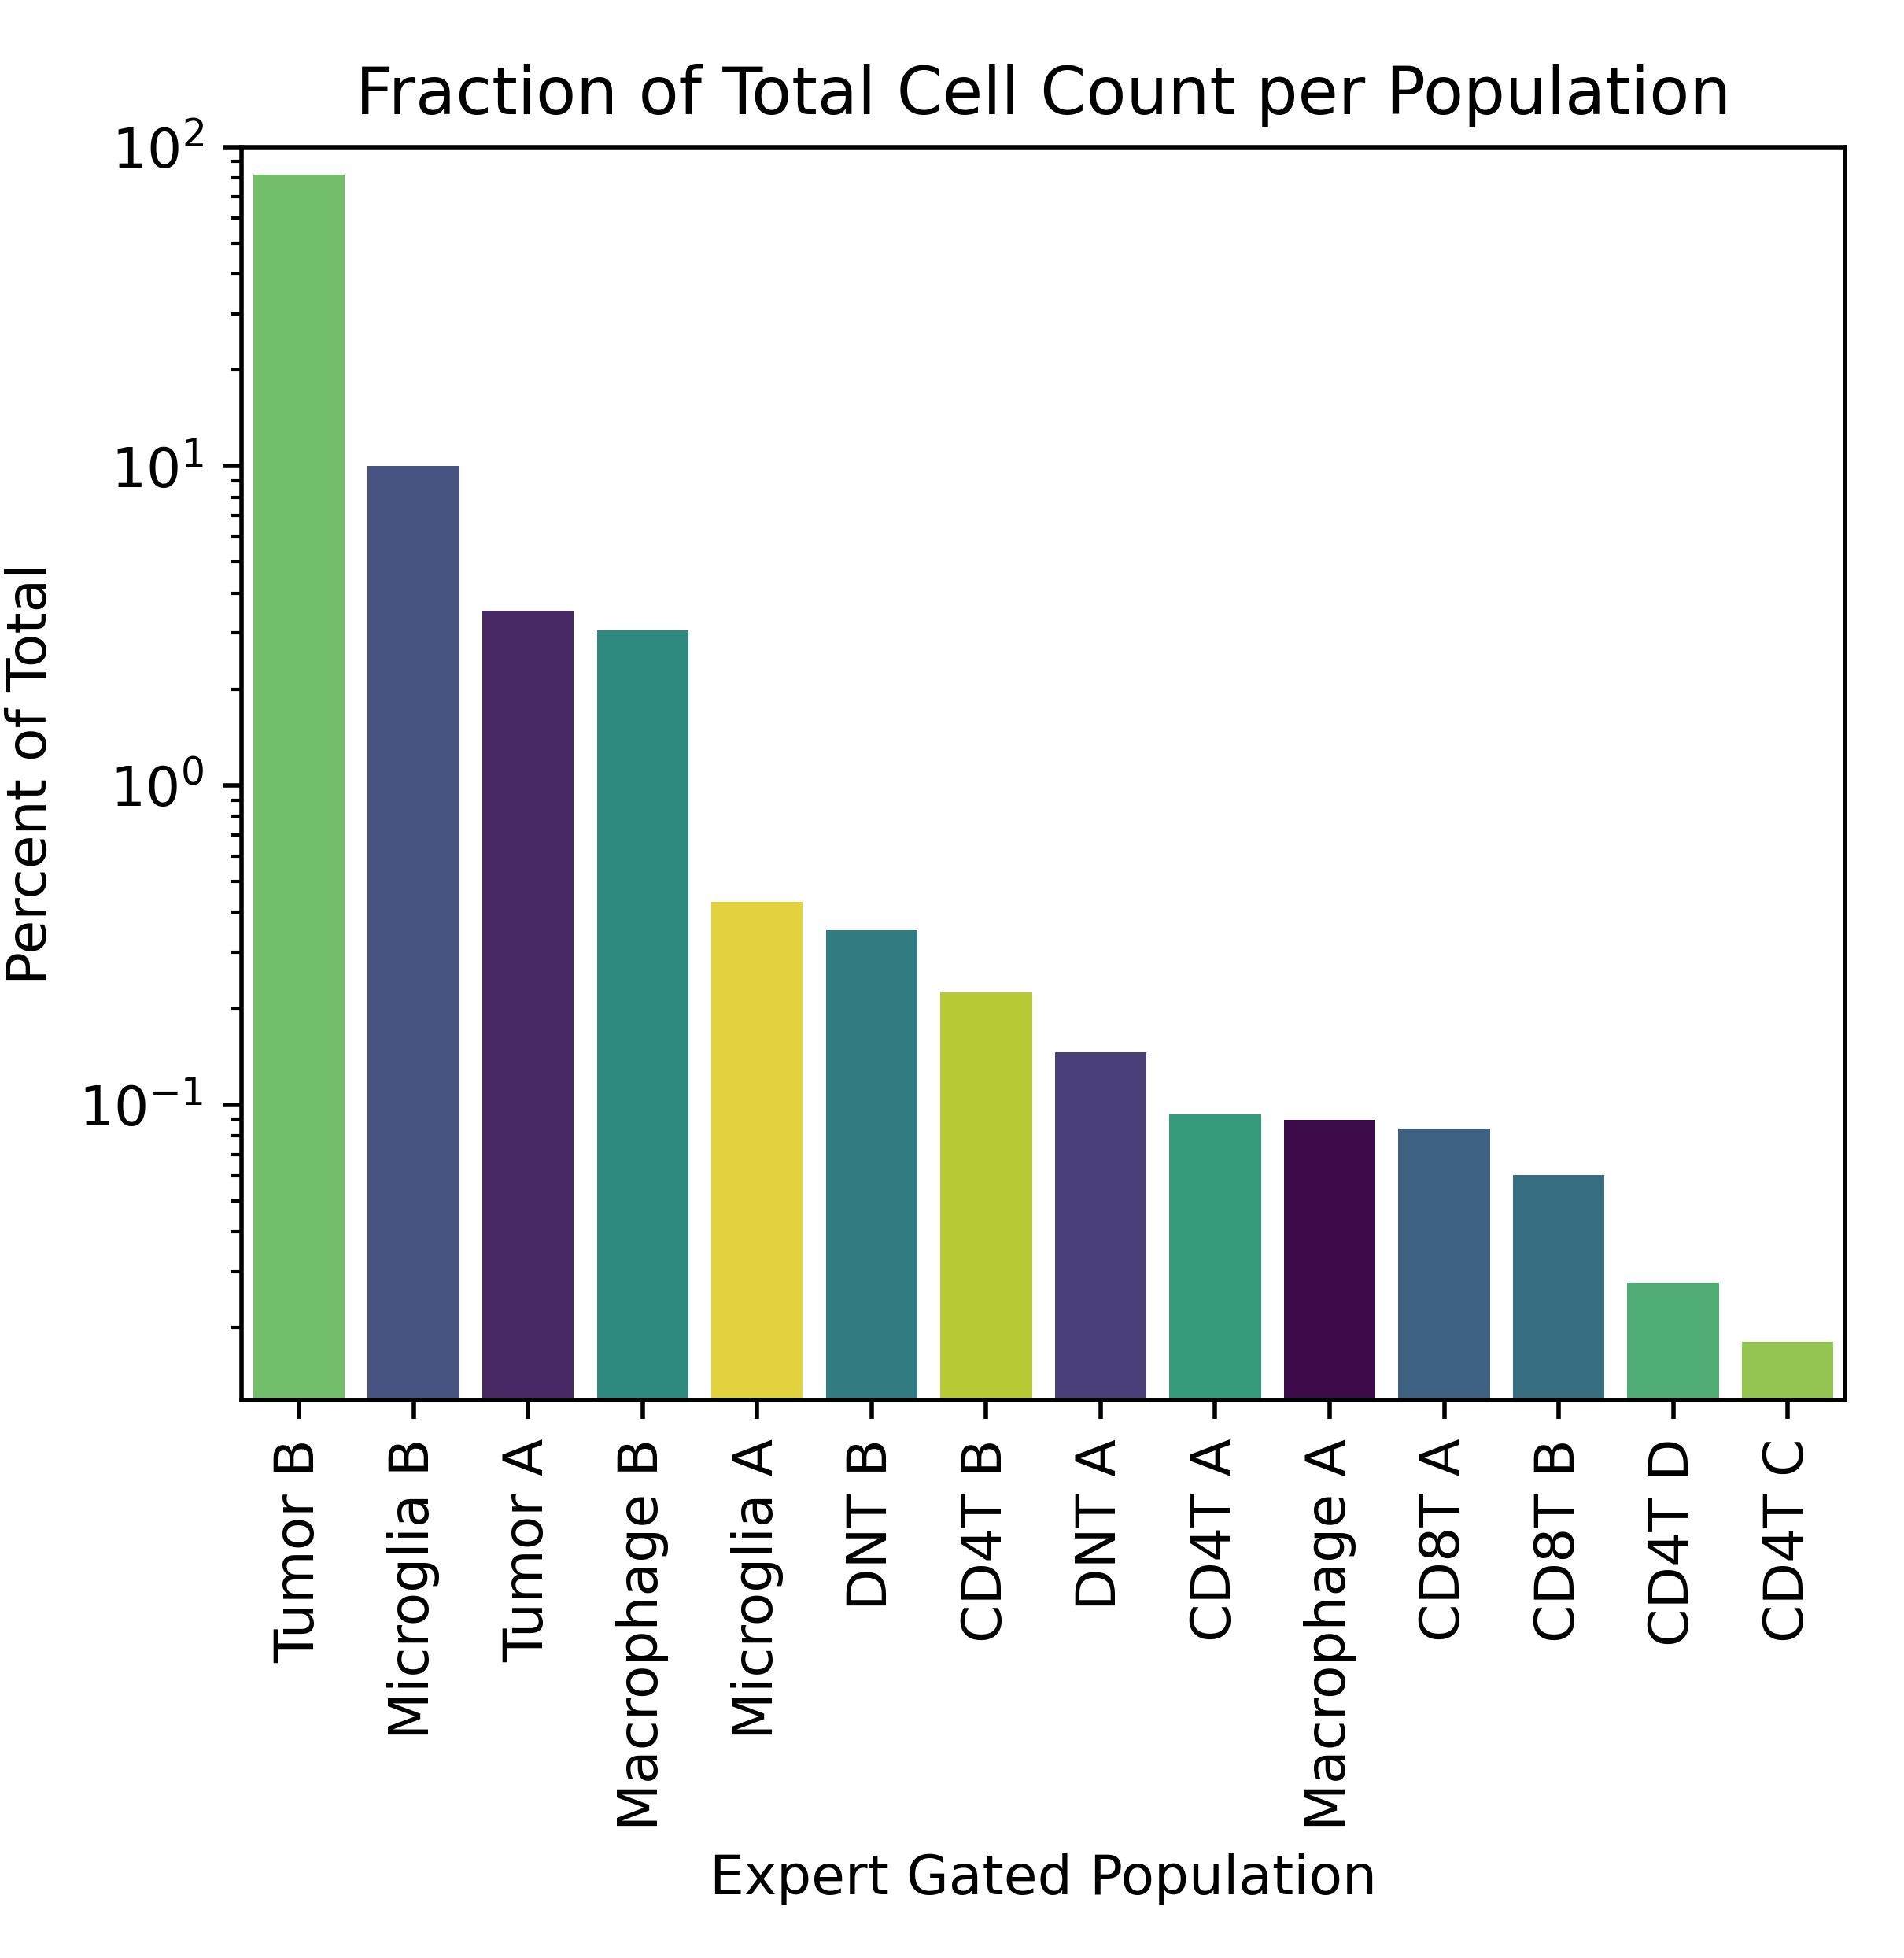 Fraction of Total Cell Count per Population
10²
10¹
10⁰
10⁻¹
Percent of Total
Tumor B
Microglia B
Tumor A
Macrophage B
Microglia A
DNT B
CD4T B
DNT A
CD4T A
Macrophage A
CD8T A
CD8T B
CD4T D
CD4T C
Expert Gated Population